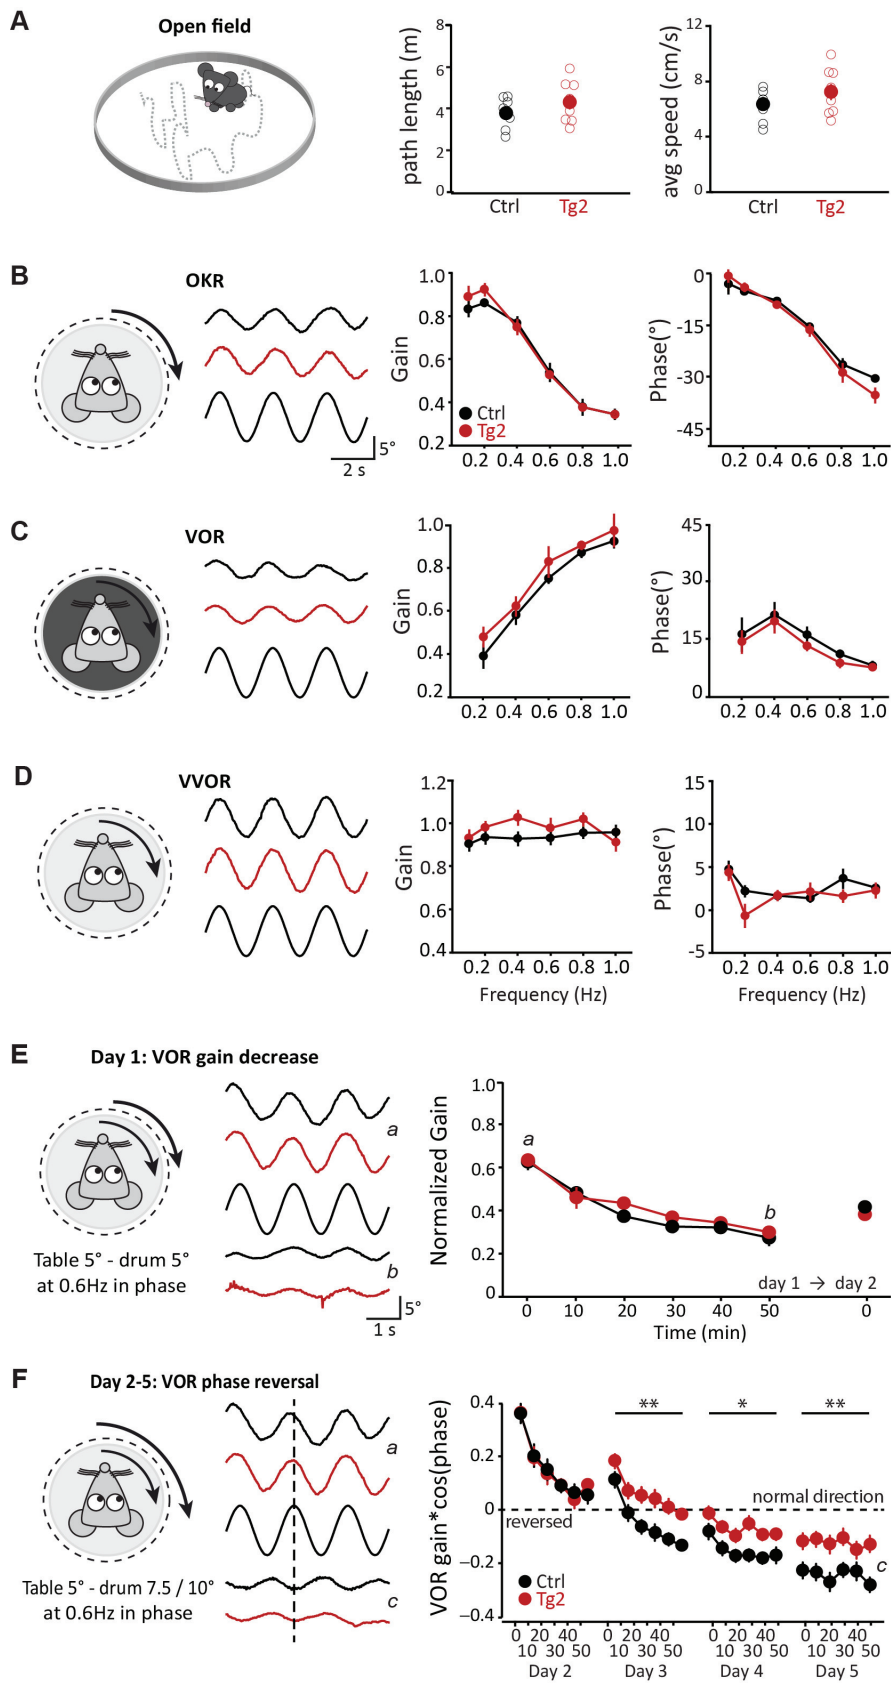 A
Open field
path length (m)
8
6
4
2
0
Ctrl
Tg2
avg speed (cm/s)
12
8
4
0
Ctrl
Tg2
B
OKR
5°
2 s
Gain
1.0
0.8
0.6
0.4
0.2
Ctrl
Tg2
0.2 0.4 0.6 0.8 1.0
Phase(°)
0
-15
-30
-45
0.2 0.4 0.6 0.8 1.0
C
VOR
Gain
1.0
0.8
0.6
0.4
0.2
0.2 0.4 0.6 0.8 1.0
Phase(°)
45
30
15
0
0.2 0.4 0.6 0.8 1.0
D
VVOR
Gain
1.2
1.0
0.8
0.6
0.4
0.2 0.4 0.6 0.8 1.0
Frequency (Hz)
Phase(°)
15
10
5
0
-5
0.2 0.4 0.6 0.8 1.0
Frequency (Hz)
E
Day 1: VOR gain decrease
a
b
5°
1 s
Table 5° - drum 5°
at 0.6Hz in phase
Normalized Gain
1.0
0.8
0.6
0.4
0.2
0
a
b
day 1 → day 2
0 10 20 30 40 50 0
Time (min)
F
Day 2-5: VOR phase reversal
a
c
Table 5° - drum 7.5 / 10°
at 0.6Hz in phase
VOR gain*cos(phase)
0.4
0.2
0
−0.2
−0.4
** * **
normal direction
reversed
c
Ctrl
Tg2
0 20 40 0 20 40 0 20 40 0 20 40
10 30 50 10 30 50 10 30 50 10 30 50
Day 2 Day 3 Day 4 Day 5